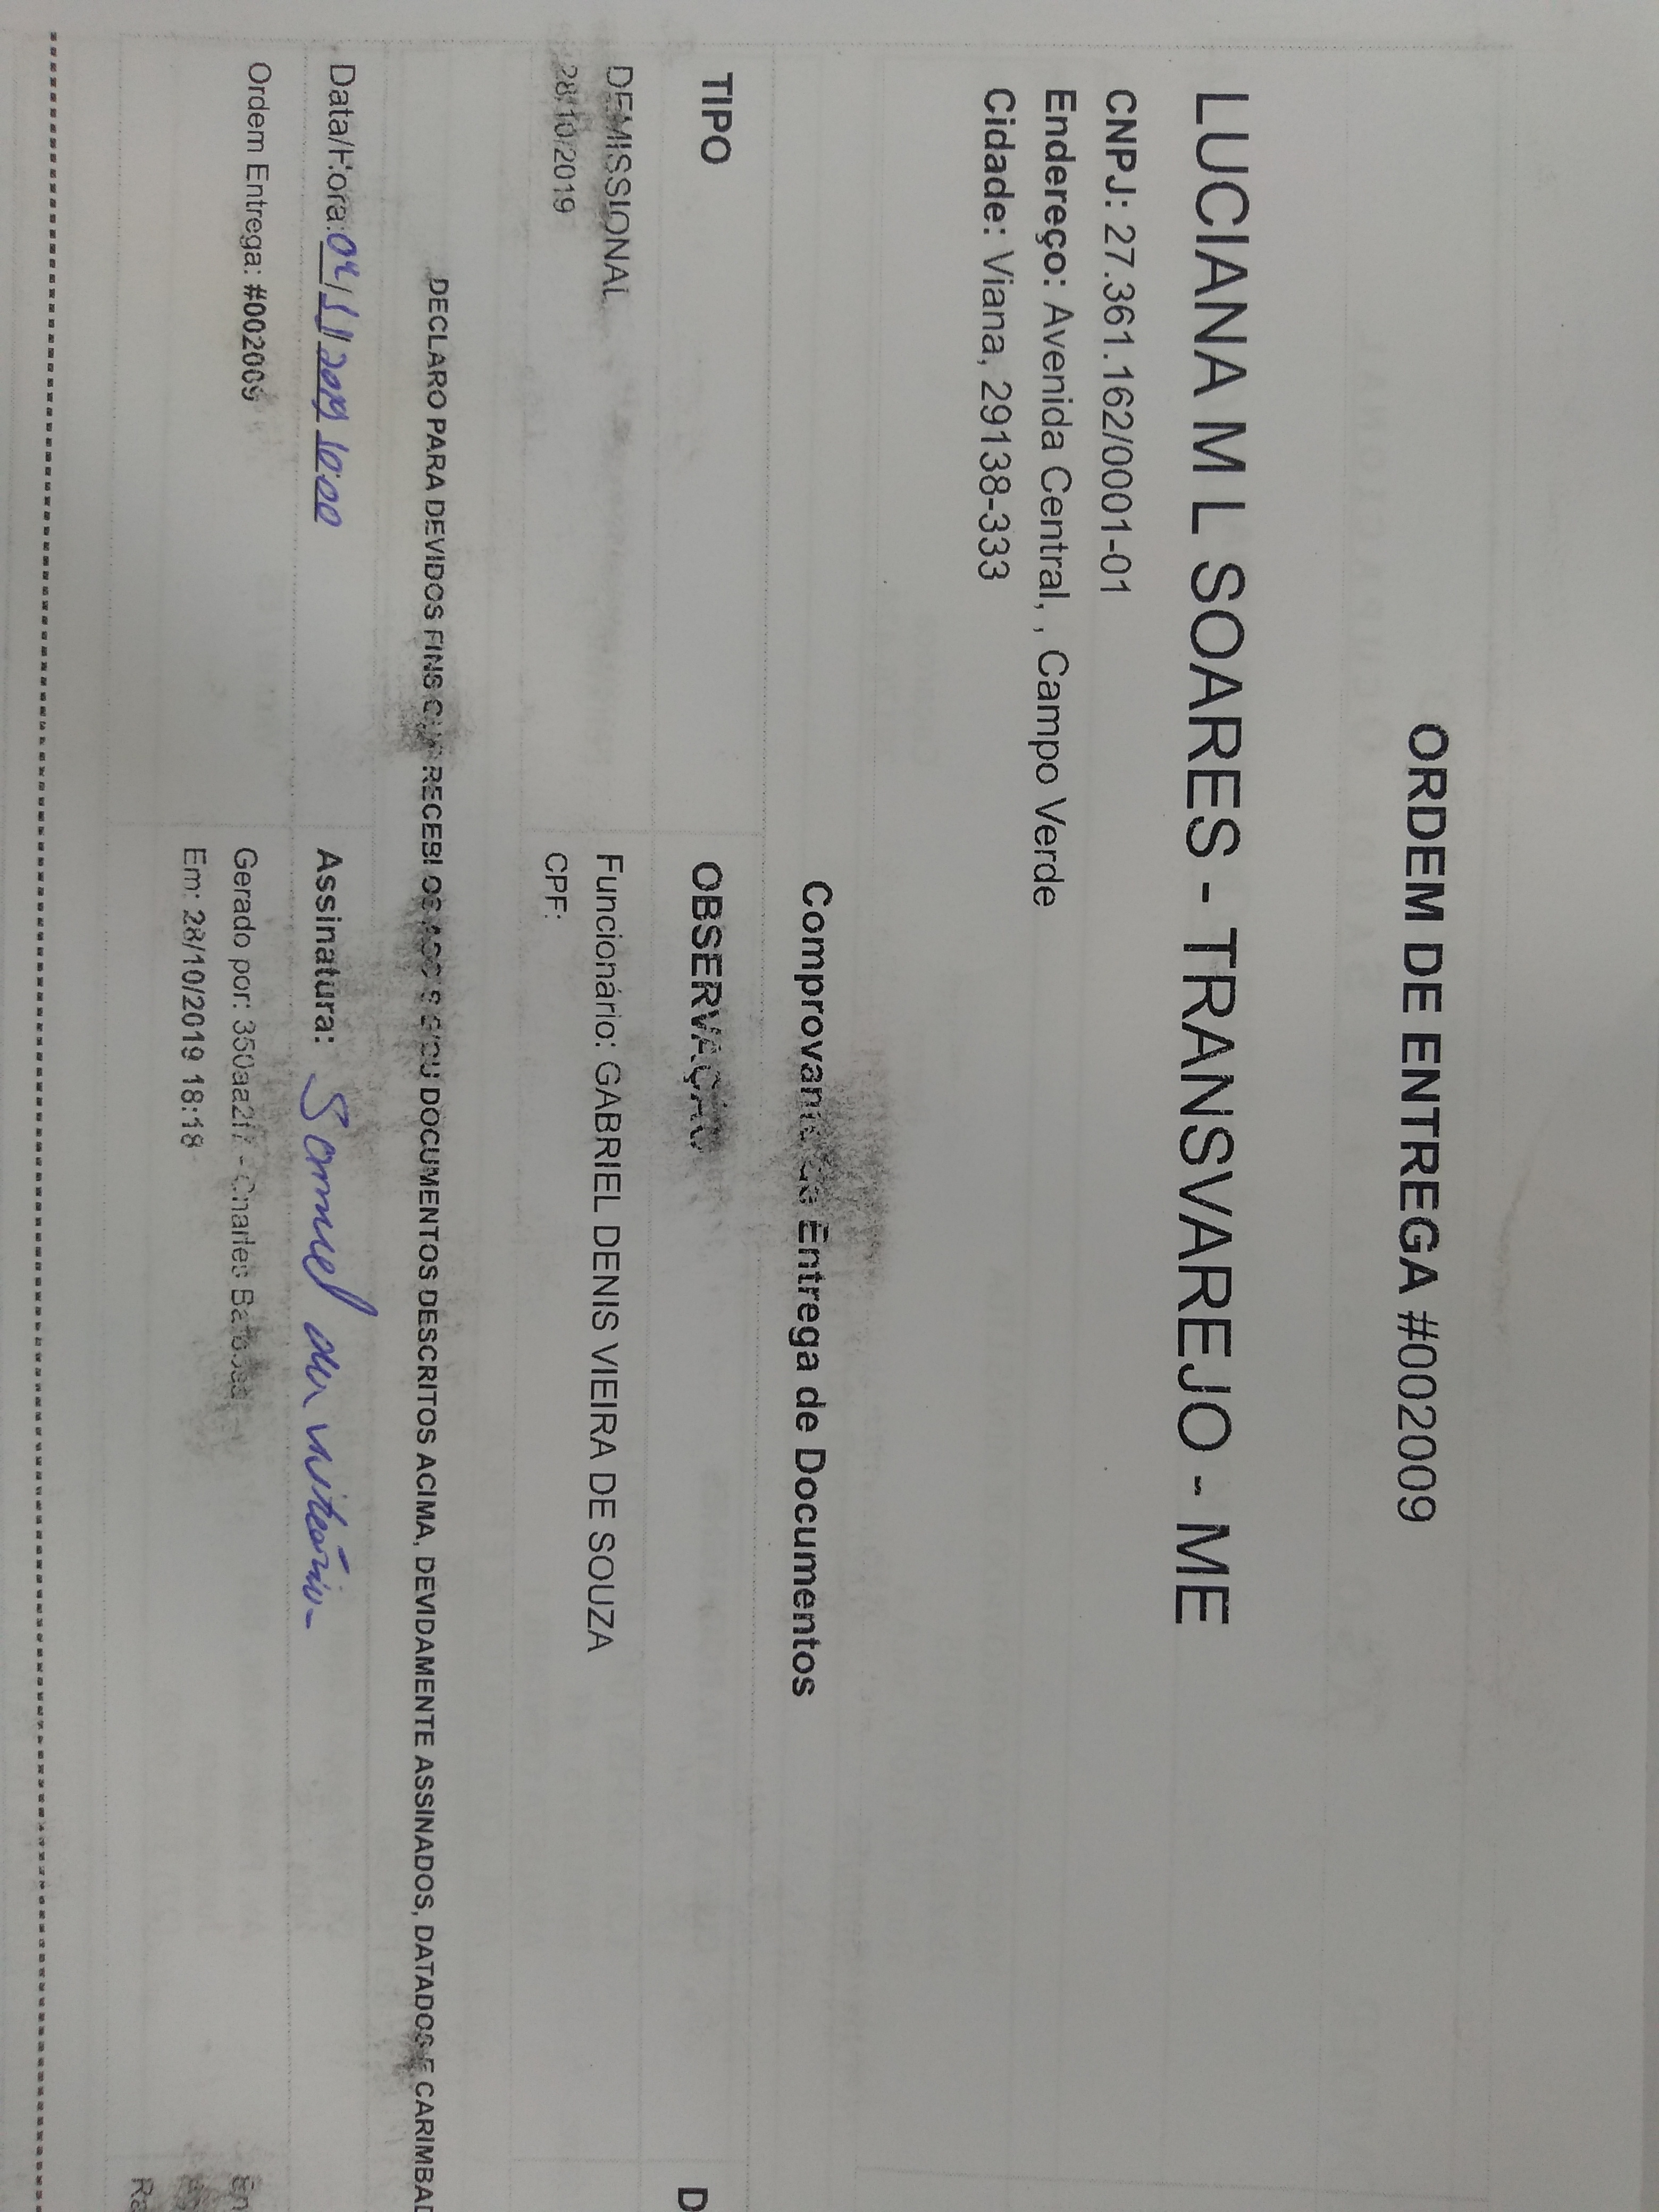 ORDEM DE ENTREGA #002009
LUCIANA M L SOARES - TRANSVAREJO - ME
CNPJ: 27.361.162/0001-01
Endereço: Avenida Central, , Campo Verde
Cidade: Viana, 29138-333
Comprovante de Entrega de Documentos
TIPO OBSERVAÇÃO D
DEMISSIONAL Funcionário: GABRIEL DENIS VIEIRA DE SOUZA
28/10/2019 CPF:
DECLARO PARA DEVIDOS FINS QUE RECEBI OS ASO'S E/OU DOCUMENTOS DESCRITOS ACIMA, DEVIDAMENTE ASSINADOS, DATADOS E CARIMBAD
Data/Hora: 04/11/2019 10:00 Assinatura:
Ordem Entrega: #002009 Gerado por: 350aa2f7 - Charles Barbosa En
Em: 28/10/2019 18:18
Ra